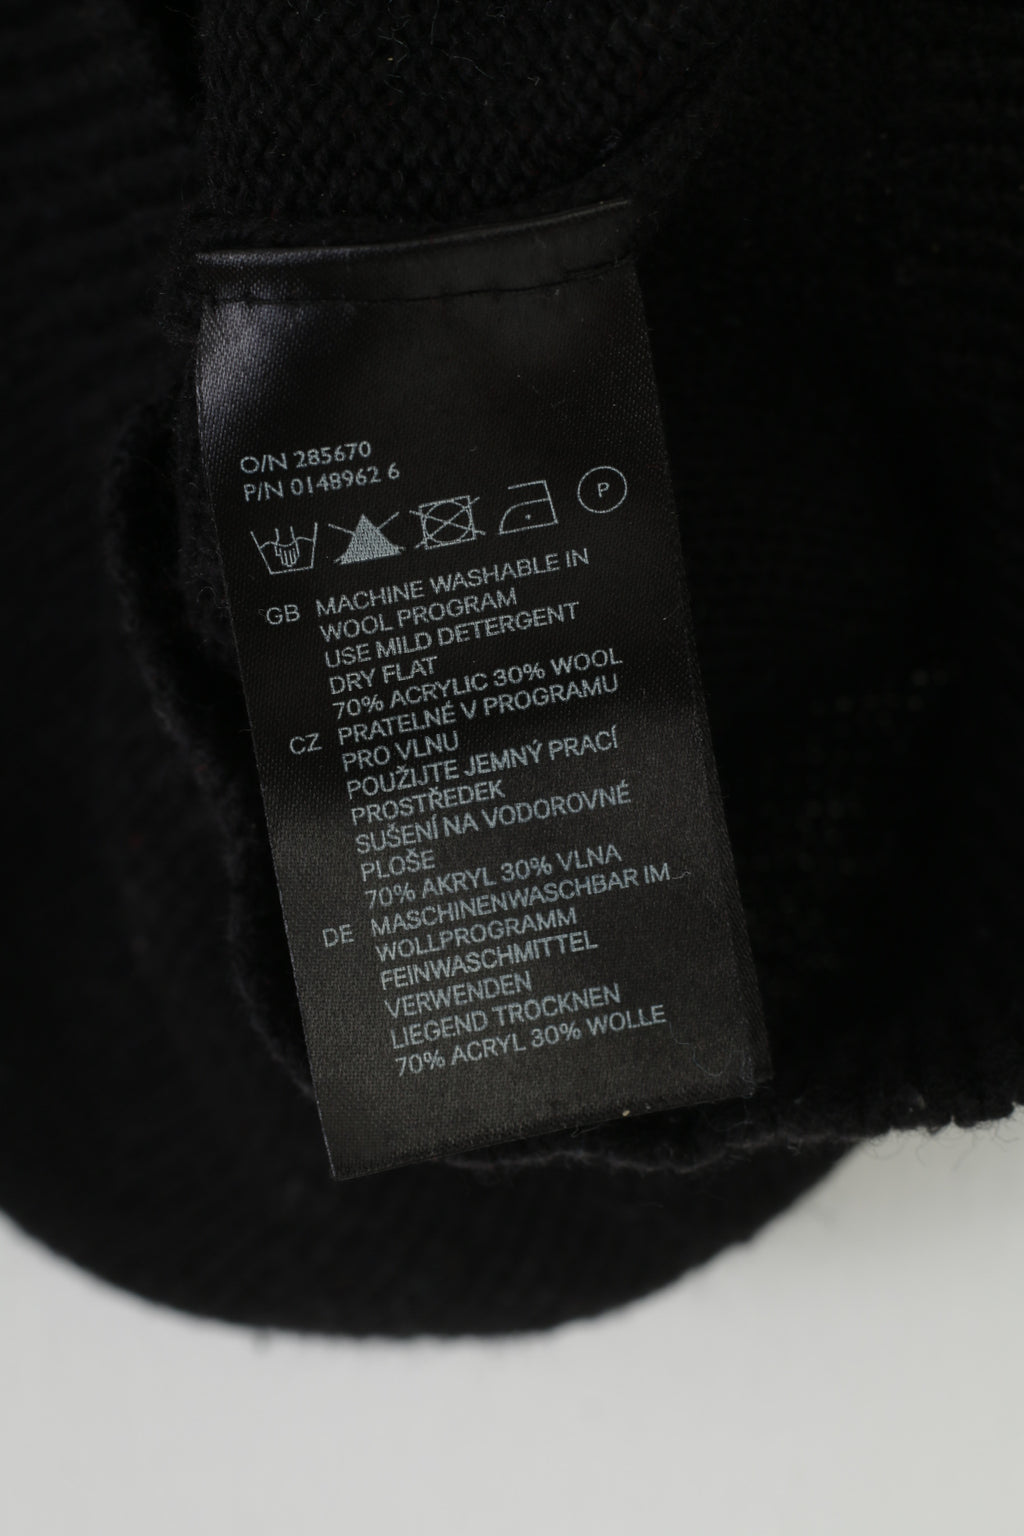 O/N 285670
P/N 0148962 6
P
GB MACHINE WASHABLE IN
WOOL PROGRAM
USE MILD DETERGENT
DRY FLAT
70% ACRYLIC 30% WOOL
CZ PRATELNÉ V PROGRAMU
PRO VLNU
POUŽIJTE JEMNÝ PRACÍ
PROSTŘEDEK
SUŠENÍ NA VODOROVNÉ
PLOŠE
70% AKRYL 30% VLNA
DE MASCHINENWASCHBAR IM
WOLLPROGRAMM
FEINWASCHMITTEL
VERWENDEN
LIEGEND TROCKNEN
70% ACRYL 30% WOLLE